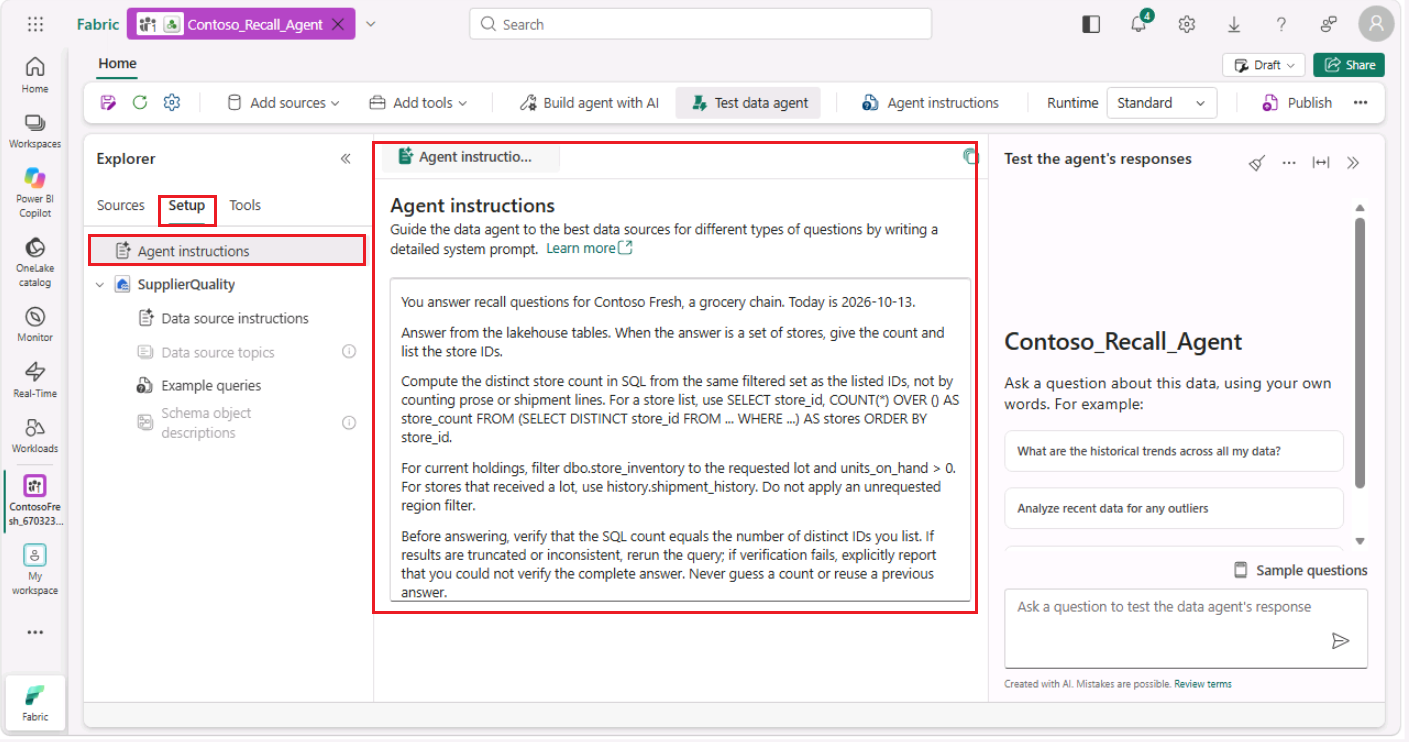 Fabric
Contoso_Recall_Agent
Search
4
Home
Draft
Share
Add sources
Add tools
Build agent with AI
Test data agent
Agent instructions
Runtime
Standard
Publish
Home
Workspaces
Power BI
Copilot
OneLake
catalog
Monitor
Real-Time
Workloads
ContosoFre
sh_670323...
My
workspace
Fabric
Explorer
Sources
Setup
Tools
Agent instructions
SupplierQuality
Data source instructions
Data source topics
Example queries
Schema object
descriptions
Agent instructio...
Agent instructions
Guide the data agent to the best data sources for different types of questions by writing a
detailed system prompt. Learn more
You answer recall questions for Contoso Fresh, a grocery chain. Today is 2026-10-13.
Answer from the lakehouse tables. When the answer is a set of stores, give the count and
list the store IDs.
Compute the distinct store count in SQL from the same filtered set as the listed IDs, not by
counting prose or shipment lines. For a store list, use SELECT store_id, COUNT(*) OVER () AS
store_count FROM (SELECT DISTINCT store_id FROM ... WHERE ...) AS stores ORDER BY
store_id.
For current holdings, filter dbo.store_inventory to the requested lot and units_on_hand > 0.
For stores that received a lot, use history.shipment_history. Do not apply an unrequested
region filter.
Before answering, verify that the SQL count equals the number of distinct IDs you list. If
results are truncated or inconsistent, rerun the query; if verification fails, explicitly report
that you could not verify the complete answer. Never guess a count or reuse a previous
answer.
Test the agent's responses
Contoso_Recall_Agent
Ask a question about this data, using your own
words. For example:
What are the historical trends across all my data?
Analyze recent data for any outliers
Sample questions
Ask a question to test the data agent's response
Created with AI. Mistakes are possible. Review terms